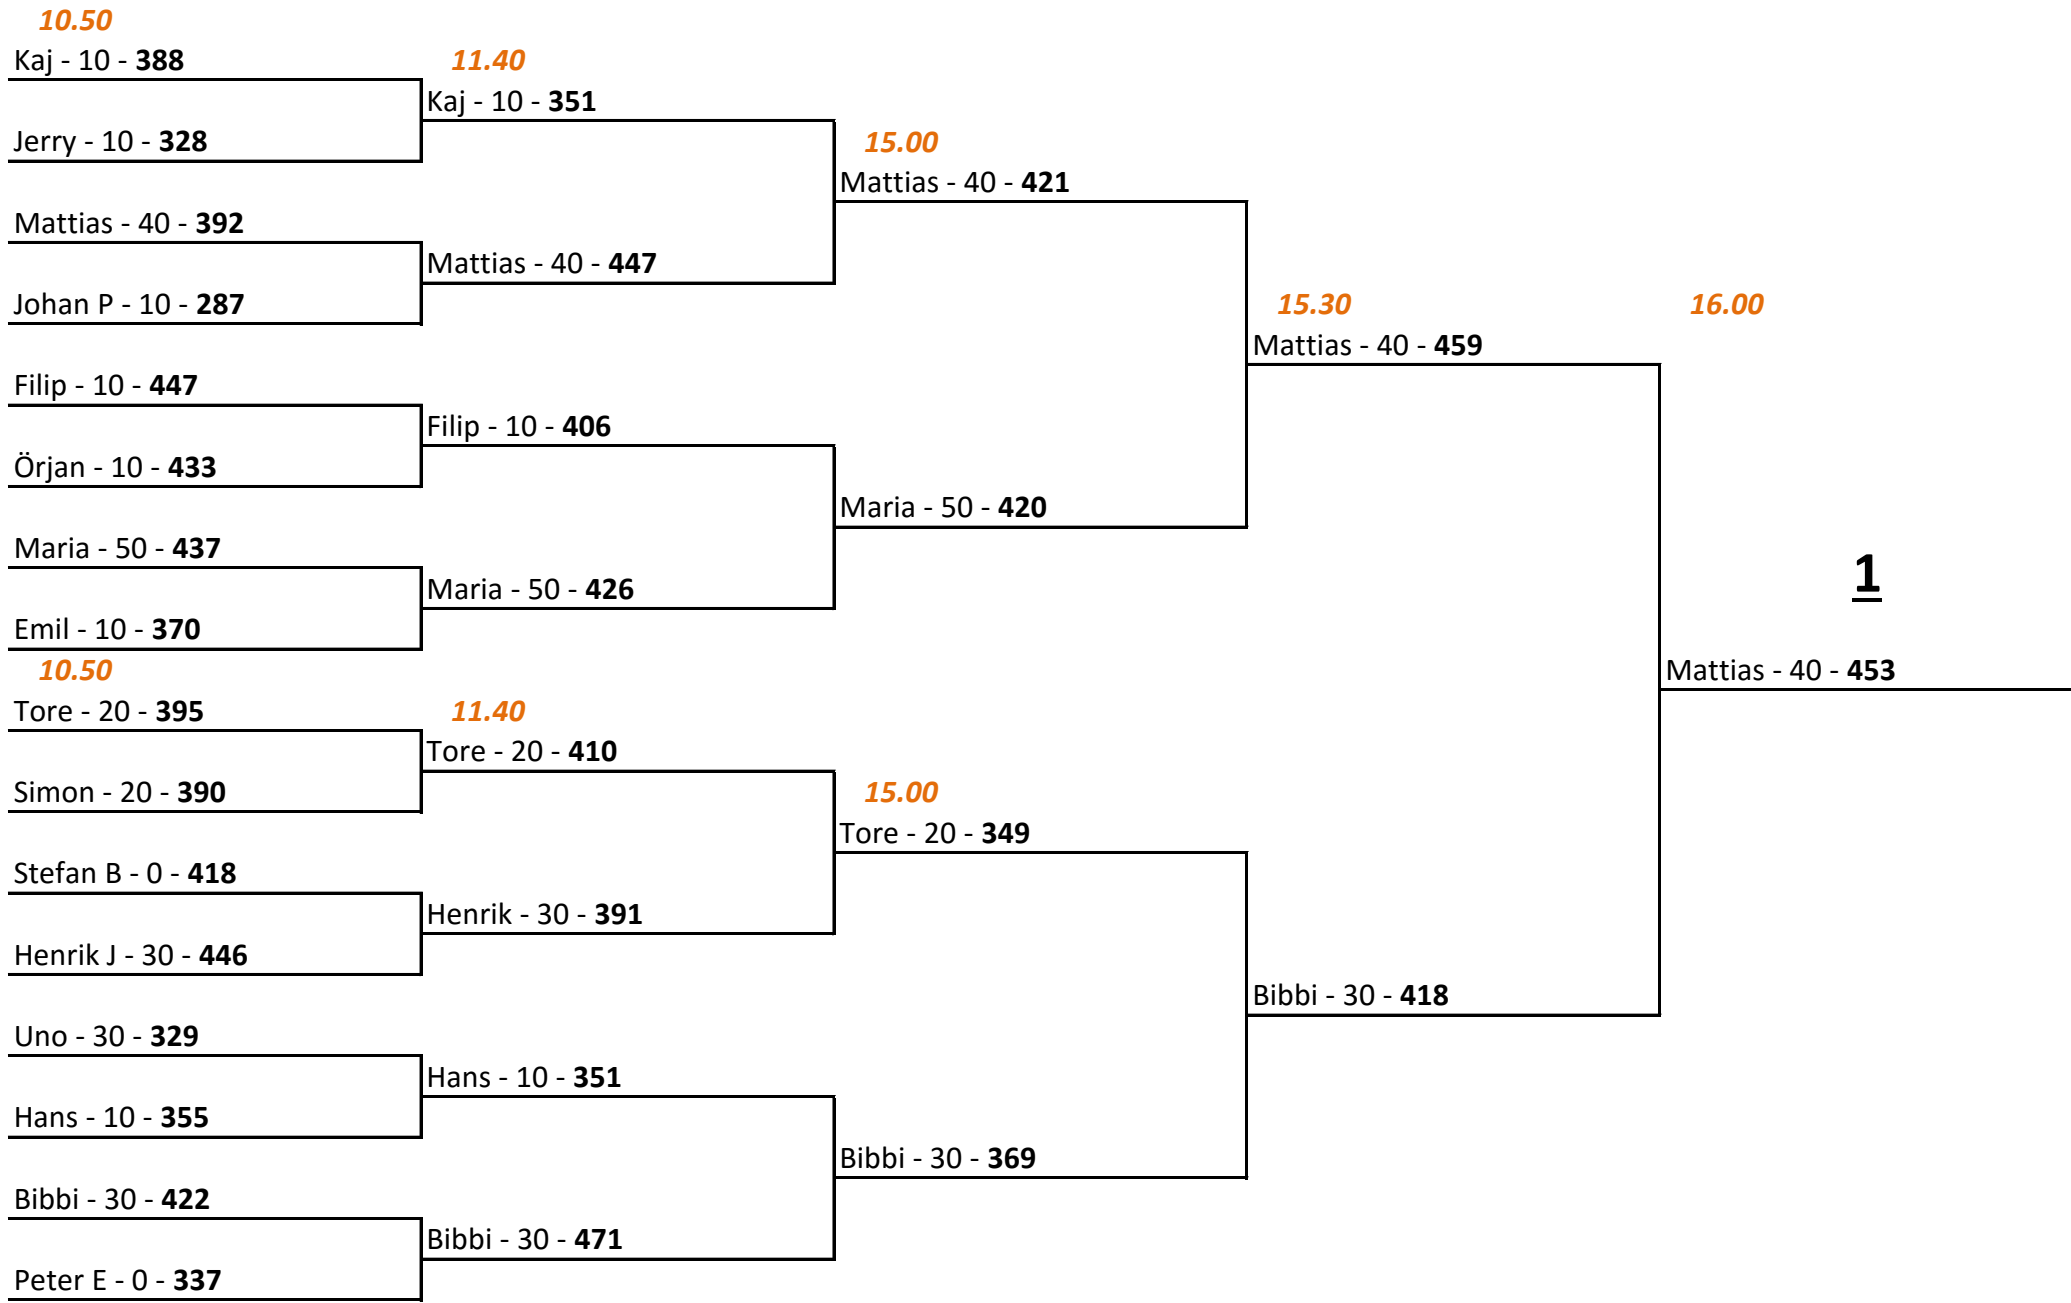 10.50
Kaj - 10 - 388
Jerry - 10 - 328
Mattias - 40 - 392
Johan P - 10 - 287
Filip - 10 - 447
Örjan - 10 - 433
Maria - 50 - 437
Emil - 10 - 370
10.50
Tore - 20 - 395
Simon - 20 - 390
Stefan B - 0 - 418
Henrik J - 30 - 446
Uno - 30 - 329
Hans - 10 - 355
Bibbi - 30 - 422
Peter E - 0 - 337
11.40
Kaj - 10 - 351
Mattias - 40 - 447
Filip - 10 - 406
Maria - 50 - 426
11.40
Tore - 20 - 410
Henrik - 30 - 391
Hans - 10 - 351
Bibbi - 30 - 471
15.00
Mattias - 40 - 421
Maria - 50 - 420
15.00
Tore - 20 - 349
Bibbi - 30 - 369
15.30
Mattias - 40 - 459
Bibbi - 30 - 418
16.00
1
Mattias - 40 - 453